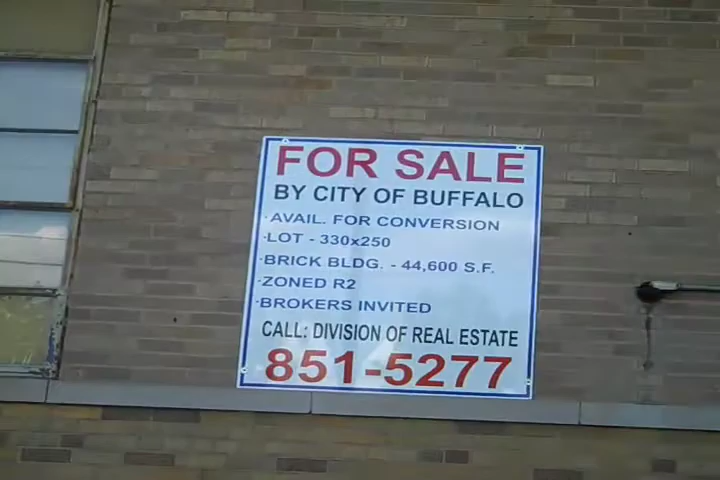 FOR SALE
BY CITY OF BUFFALO
·AVAIL. FOR CONVERSION
·LOT - 330x250
·BRICK BLDG. - 44,600 S.F.
·ZONED R2
·BROKERS INVITED
CALL: DIVISION OF REAL ESTATE
851-5277